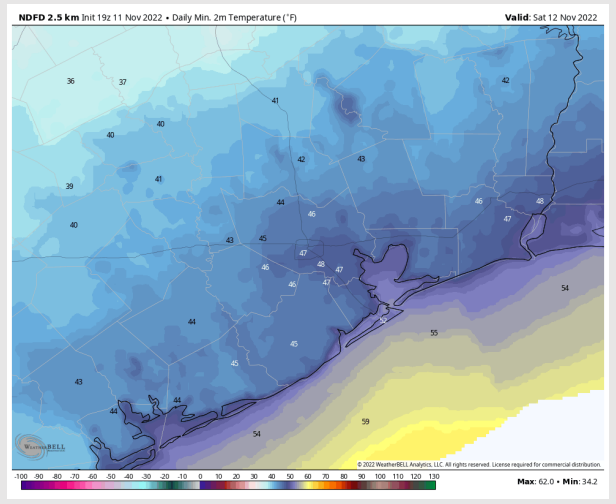 NDFD 2.5 km Init 19z 11 Nov 2022 • Daily Min. 2m Temperature (°F)
Valid: Sat 12 Nov 2022
36 37 42
41
40 40
42 43
41
39
44
46 46 48
47
40
43 45
47
46 48 47
46 47
54
44
55
45
45
43
44
44
59
54
WEATHERBELL
© 2022 WeatherBELL Analytics, LLC. All rights reserved. License required for commercial distribution.
-100 -90 -80 -70 -60 -50 -40 -30 -20 -10 0 10 20 30 40 50 60 70 80 90 100 110 120 130
Max: 62.0 • Min: 34.2